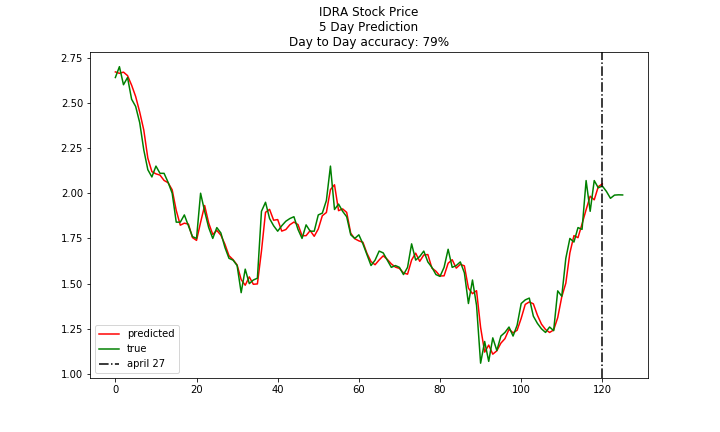 IDRA Stock Price
5 Day Prediction
Day to Day accuracy: 79%
2.75
2.50
2.25
2.00
1.75
1.50
1.25
1.00
predicted
true
april 27
0
20
40
60
80
100
120